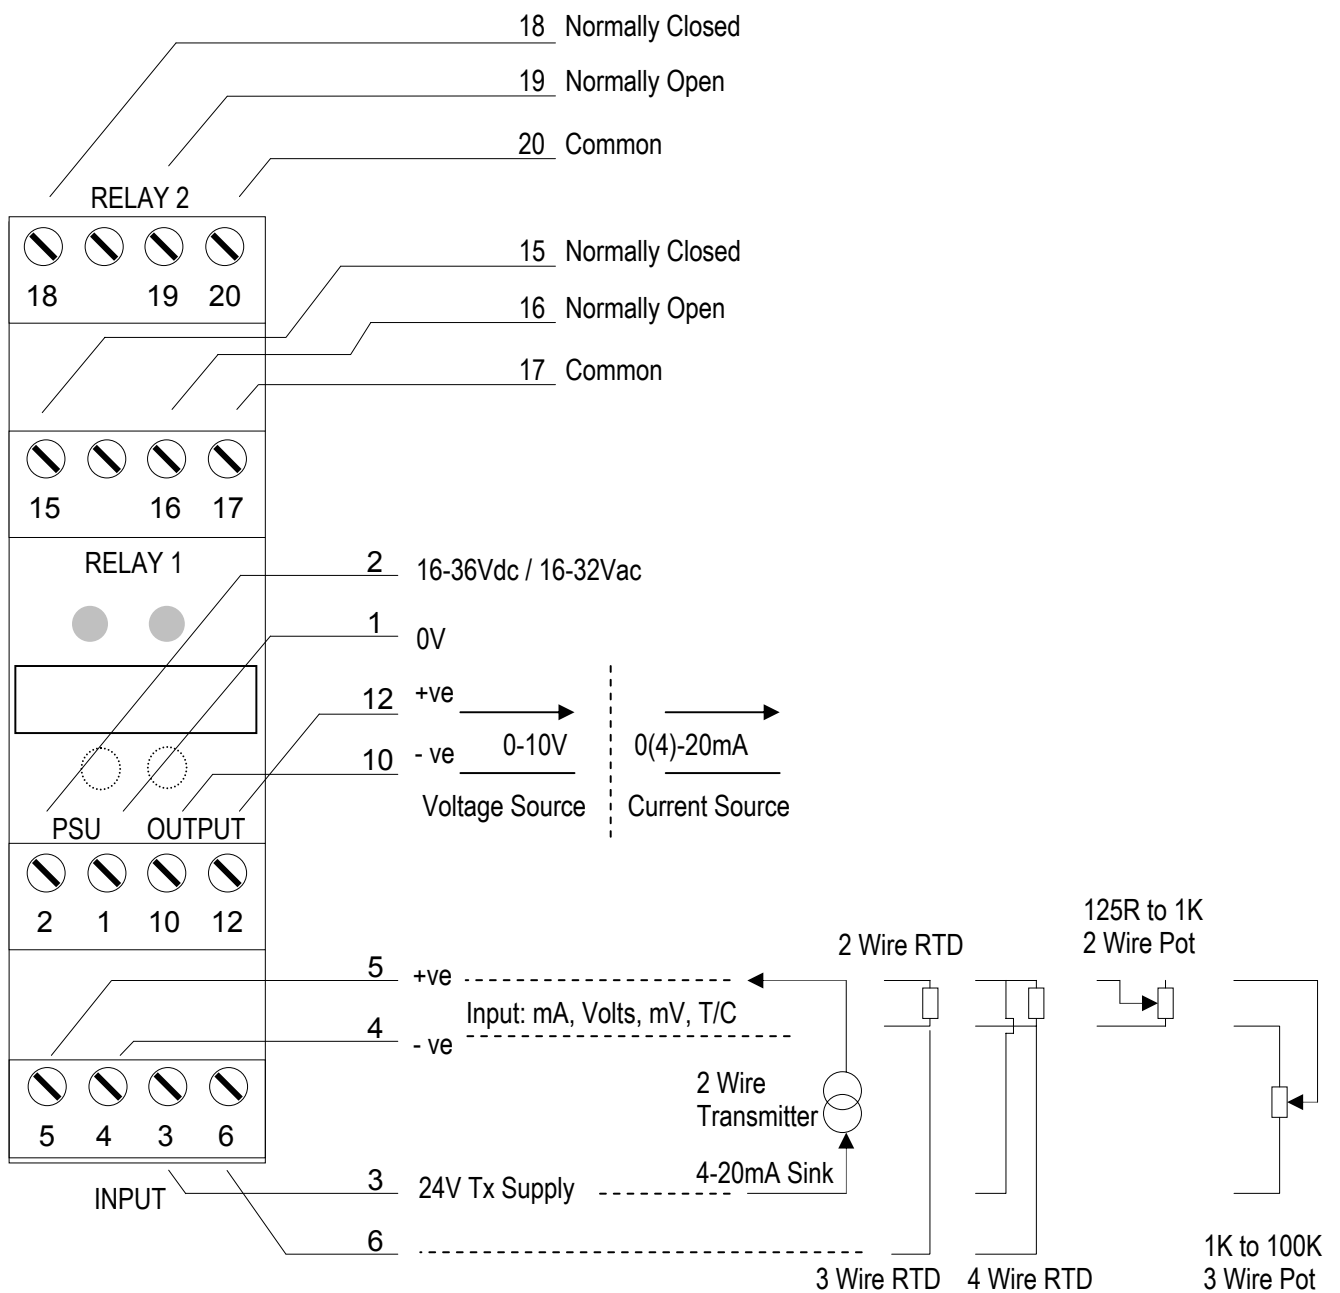 18 Normally Closed
19 Normally Open
20 Common
RELAY 2
18 19 20
15 Normally Closed
16 Normally Open
17 Common
15 16 17
RELAY 1
2 16-36Vdc / 16-32Vac
1 0V
12 +ve
0-10V 0(4)-20mA
10 - ve
Voltage Source Current Source
PSU OUTPUT
2 1 10 12
125R to 1K
2 Wire Pot
2 Wire RTD
5 +ve
Input: mA, Volts, mV, T/C
4 - ve
2 Wire
Transmitter
5 4 3 6
INPUT
4-20mA Sink
3 24V Tx Supply
6
3 Wire RTD 4 Wire RTD
1K to 100K
3 Wire Pot